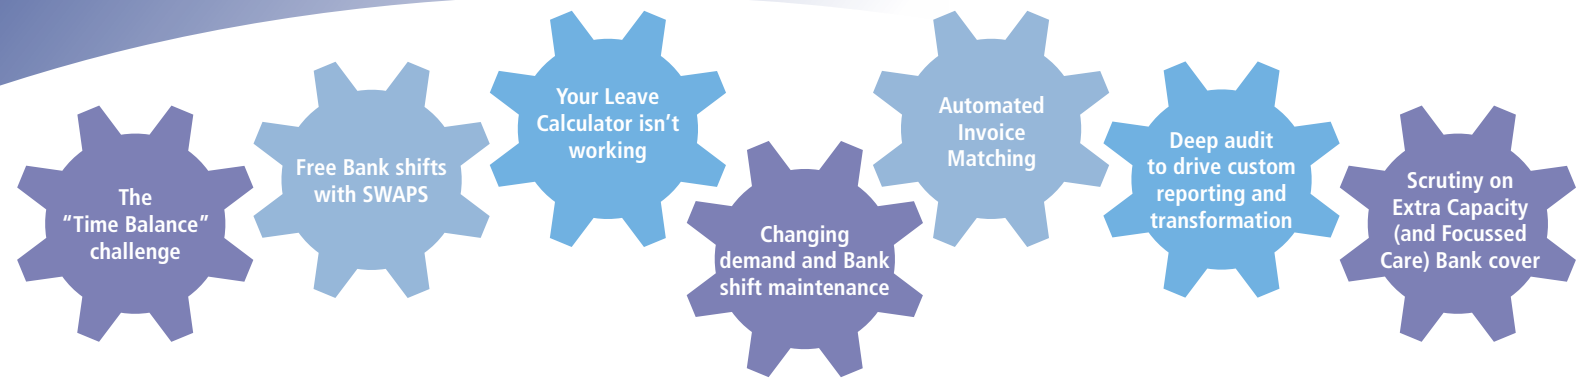 The
“Time Balance”
challenge
Free Bank shifts
with SWAPS
Your Leave
Calculator isn’t
working
Changing
demand and Bank
shift maintenance
Automated
Invoice
Matching
Deep audit
to drive custom
reporting and
transformation
Scrutiny on
Extra Capacity
(and Focussed
Care) Bank cover